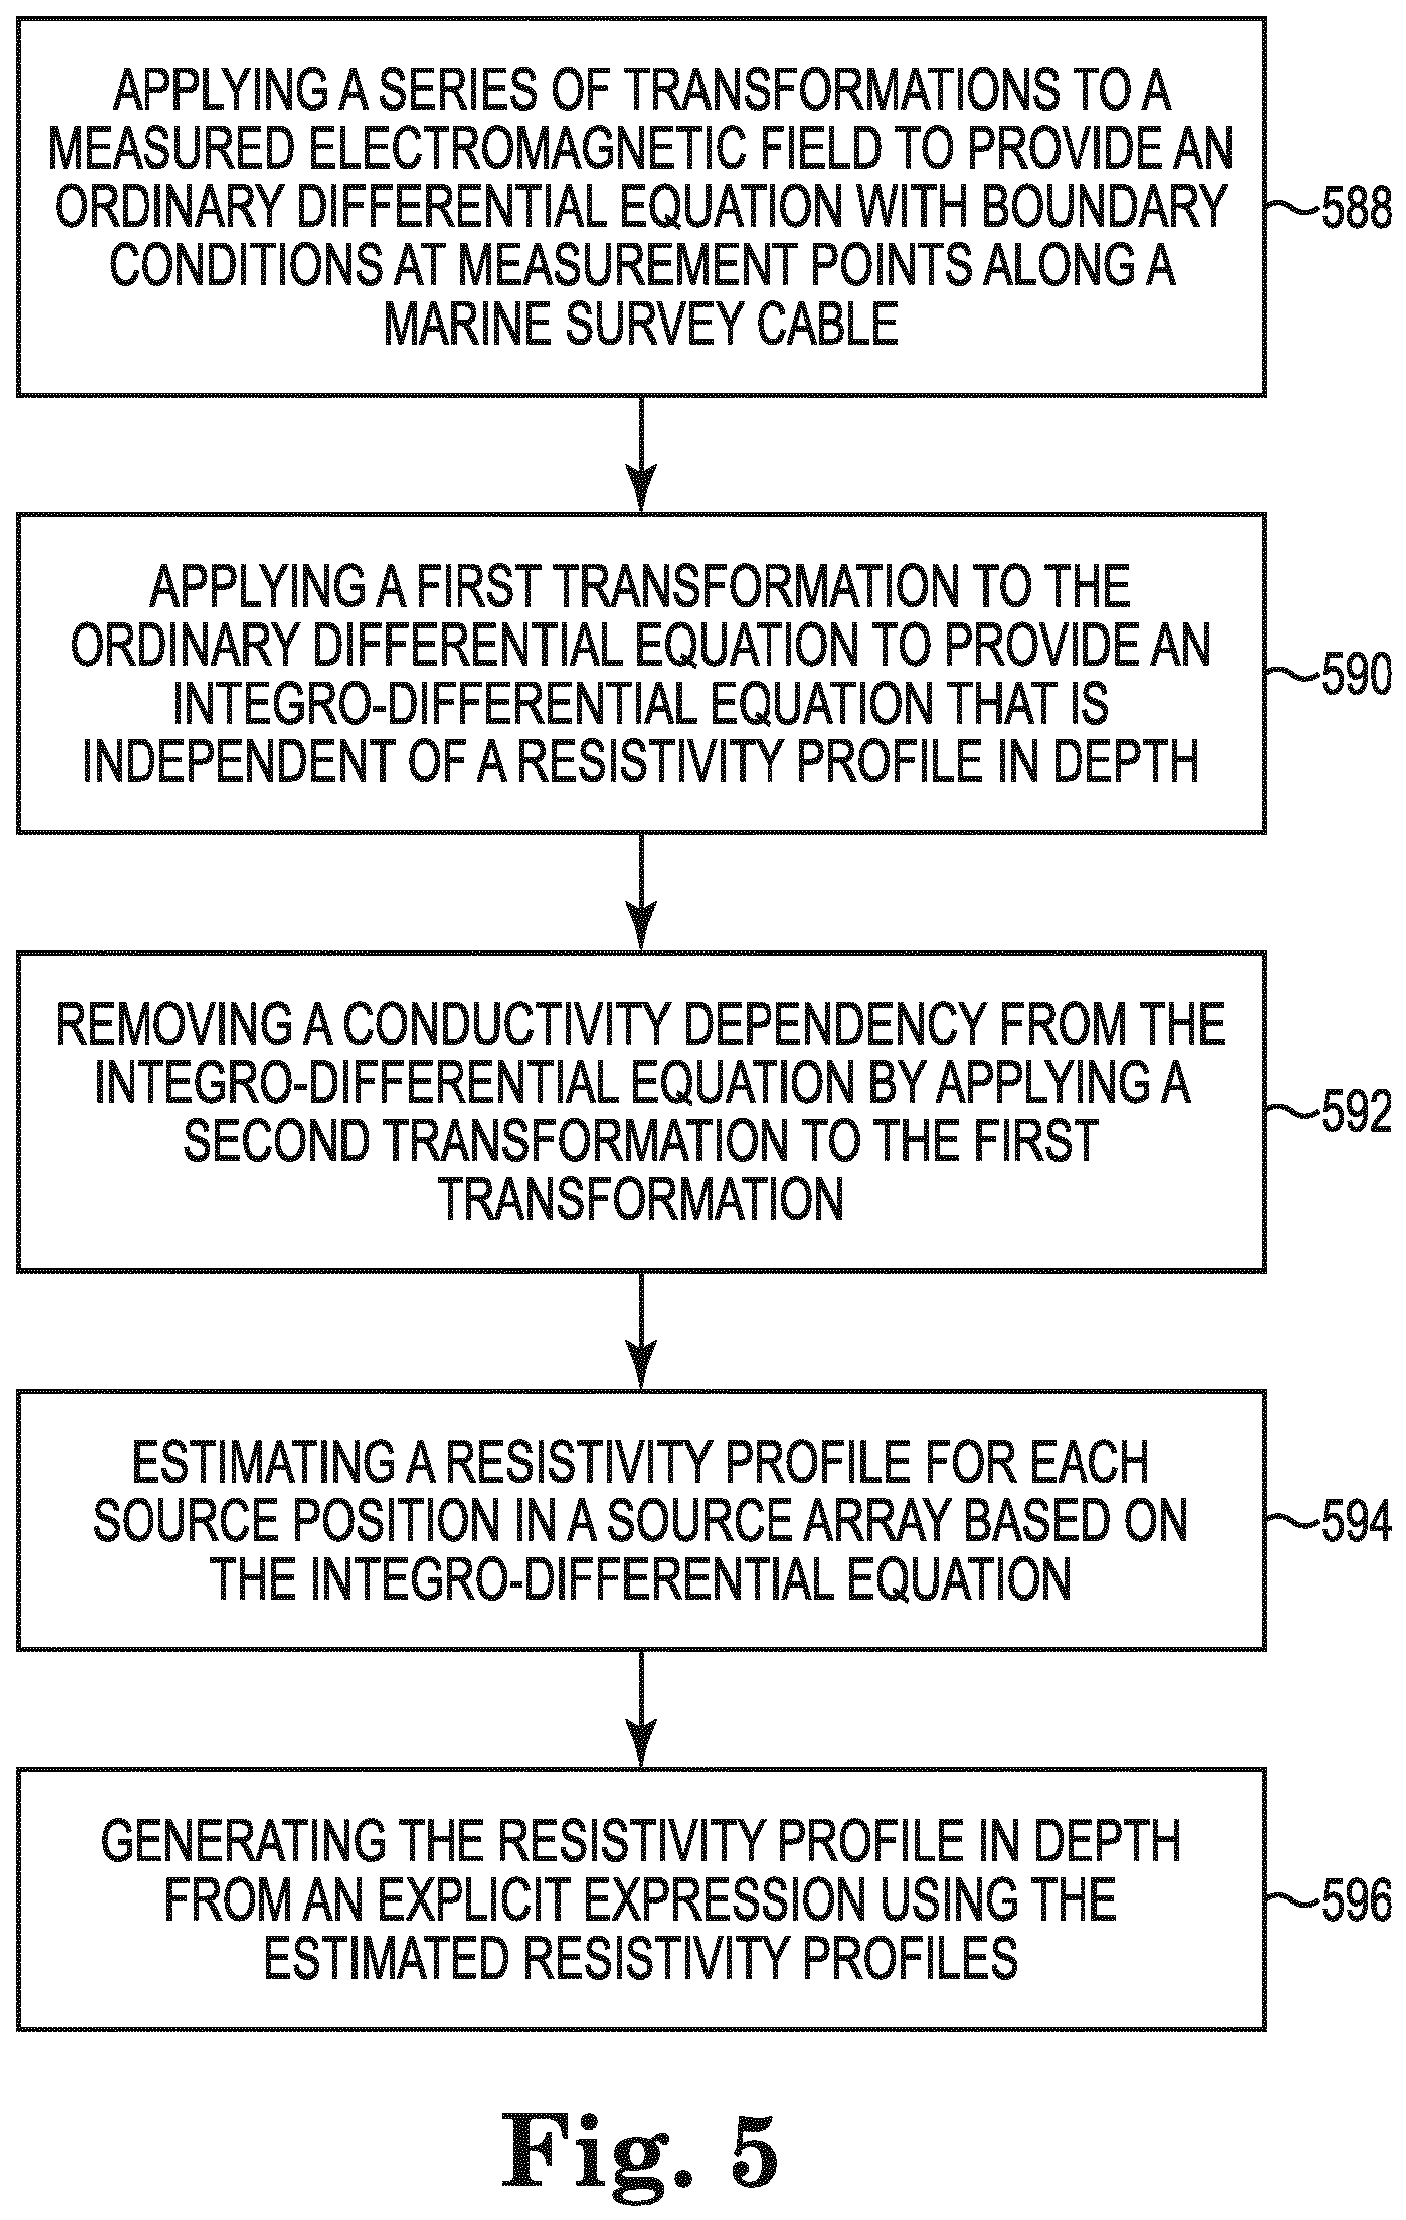 APPLYING A SERIES OF TRANSFORMATIONS TO A
MEASURED ELECTROMAGNETIC FIELD TO PROVIDE AN
ORDINARY DIFFERENTIAL EQUATION WITH BOUNDARY
CONDITIONS AT MEASUREMENT POINTS ALONG A
MARINE SURVEY CABLE
588
APPLYING A FIRST TRANSFORMATION TO THE
ORDINARY DIFFERENTIAL EQUATION TO PROVIDE AN
INTEGRO-DIFFERENTIAL EQUATION THAT IS
INDEPENDENT OF A RESISTIVITY PROFILE IN DEPTH
590
REMOVING A CONDUCTIVITY DEPENDENCY FROM THE
INTEGRO-DIFFERENTIAL EQUATION BY APPLYING A
SECOND TRANSFORMATION TO THE FIRST
TRANSFORMATION
592
ESTIMATING A RESISTIVITY PROFILE FOR EACH
SOURCE POSITION IN A SOURCE ARRAY BASED ON
THE INTEGRO-DIFFERENTIAL EQUATION
594
GENERATING THE RESISTIVITY PROFILE IN DEPTH
FROM AN EXPLICIT EXPRESSION USING THE
ESTIMATED RESISTIVITY PROFILES
596
Fig. 5